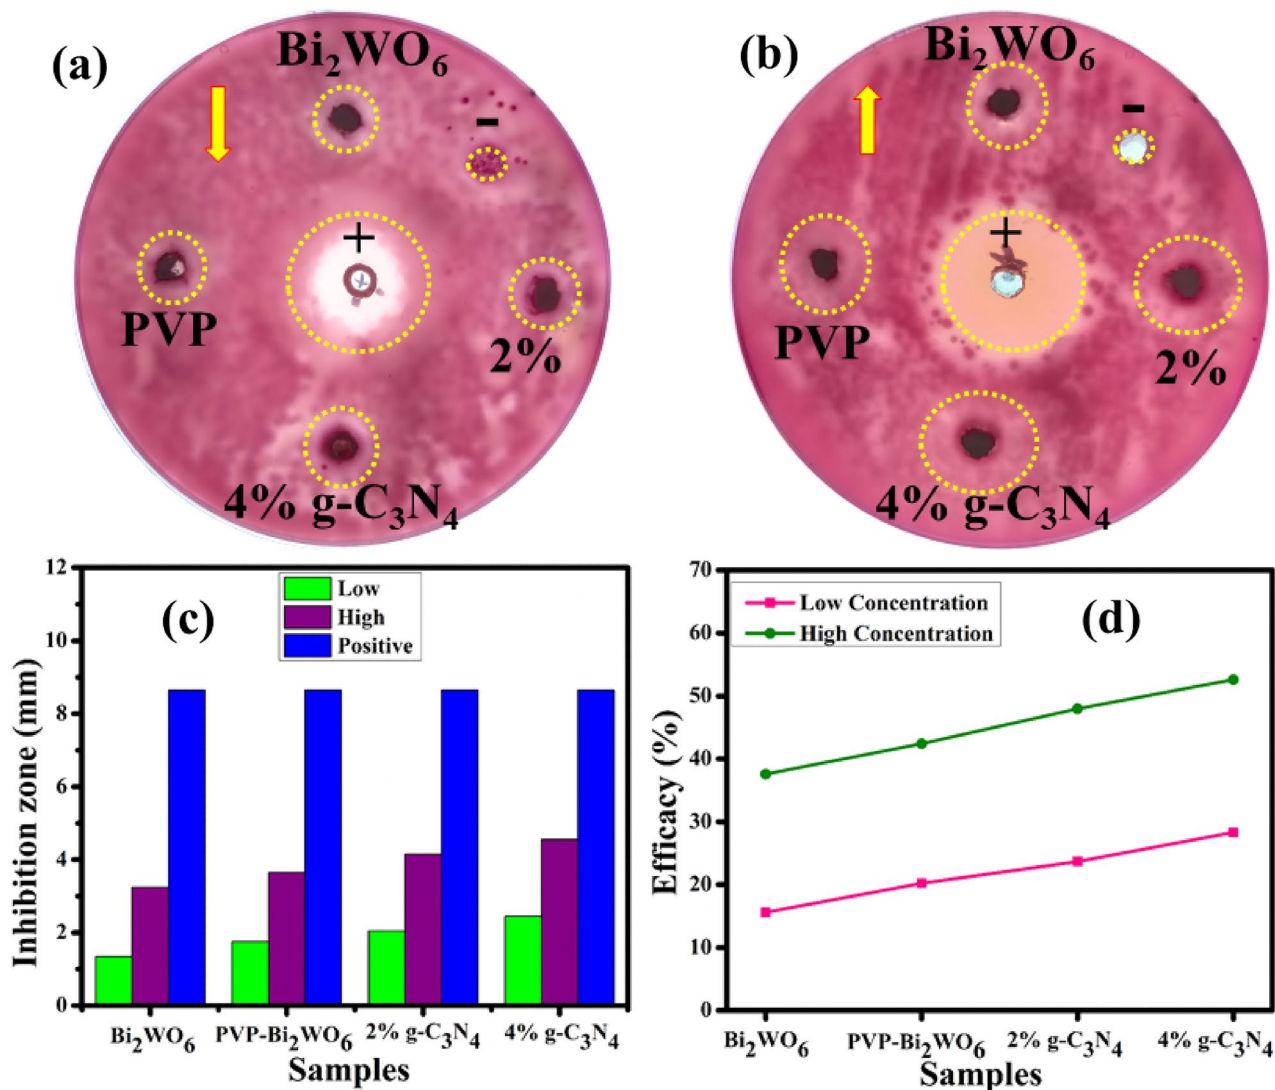 (a)
Bi₂WO₆
-
+
PVP
2%
4% g-C₃N₄
(b)
Bi₂WO₆
-
+
PVP
2%
4% g-C₃N₄
(c)
Low
High
Positive
Inhibition zone (mm)
12
10
8
6
4
2
0
Bi₂WO₆ PVP-Bi₂WO₆ 2% g-C₃N₄ 4% g-C₃N₄
Samples
(d)
Low Concentration
High Concentration
Efficacy (%)
70
60
50
40
30
20
10
0
Bi₂WO₆ PVP-Bi₂WO₆ 2% g-C₃N₄ 4% g-C₃N₄
Samples